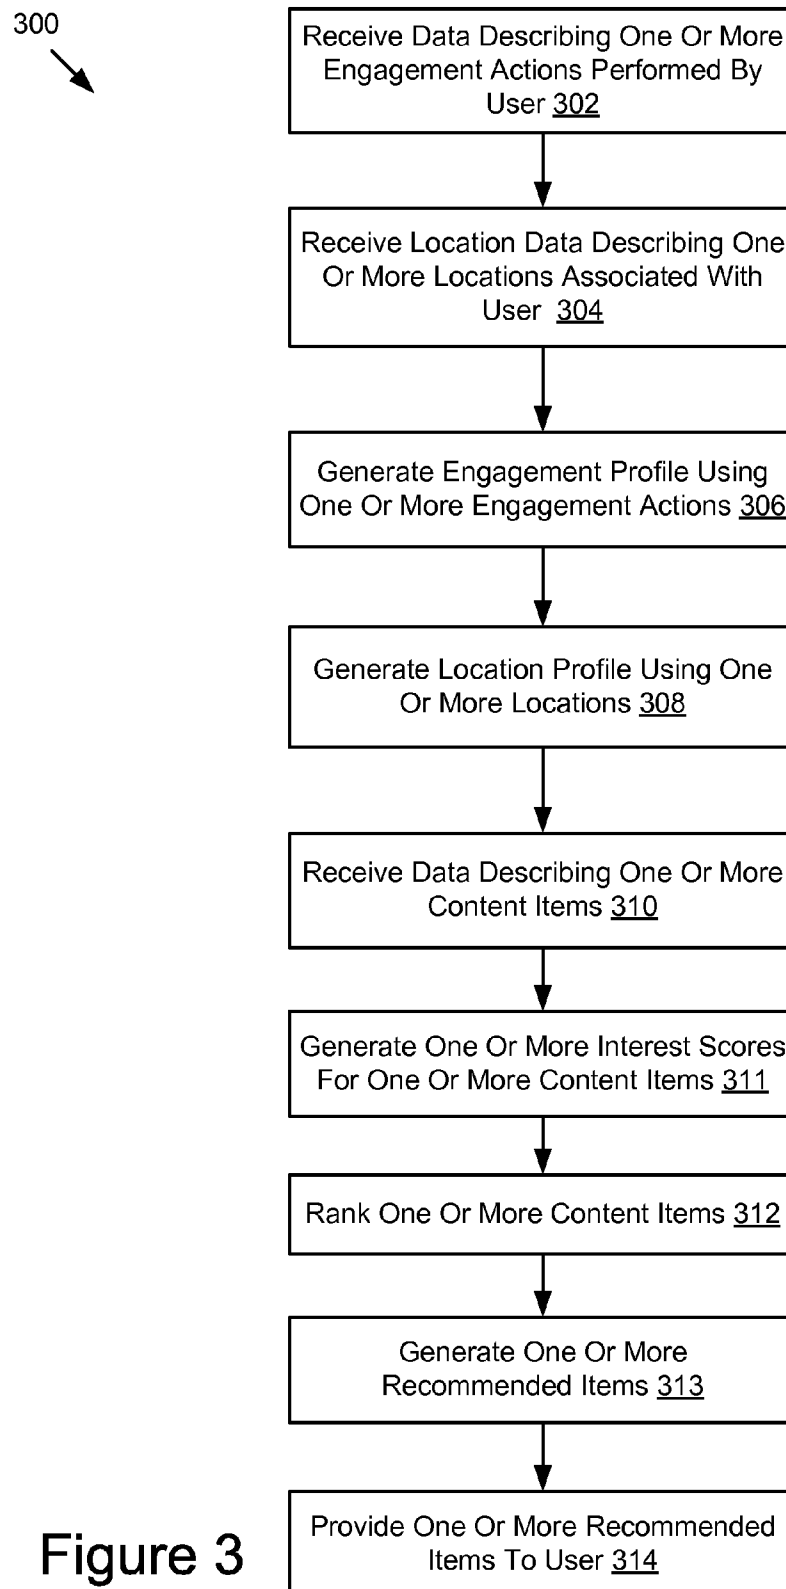 300
Receive Data Describing One Or More
Engagement Actions Performed By
User 302
Receive Location Data Describing One
Or More Locations Associated With
User 304
Generate Engagement Profile Using
One Or More Engagement Actions 306
Generate Location Profile Using One
Or More Locations 308
Receive Data Describing One Or More
Content Items 310
Generate One Or More Interest Scores
For One Or More Content Items 311
Rank One Or More Content Items 312
Generate One Or More
Recommended Items 313
Provide One Or More Recommended
Items To User 314
Figure 3